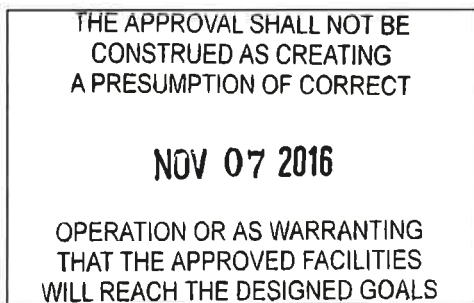 THE APPROVAL SHALL NOT BE
CONSTRUED AS CREATING
A PRESUMPTION OF CORRECT
NOV 07 2016
OPERATION OR AS WARRANTING
THAT THE APPROVED FACILITIES
WILL REACH THE DESIGNED GOALS